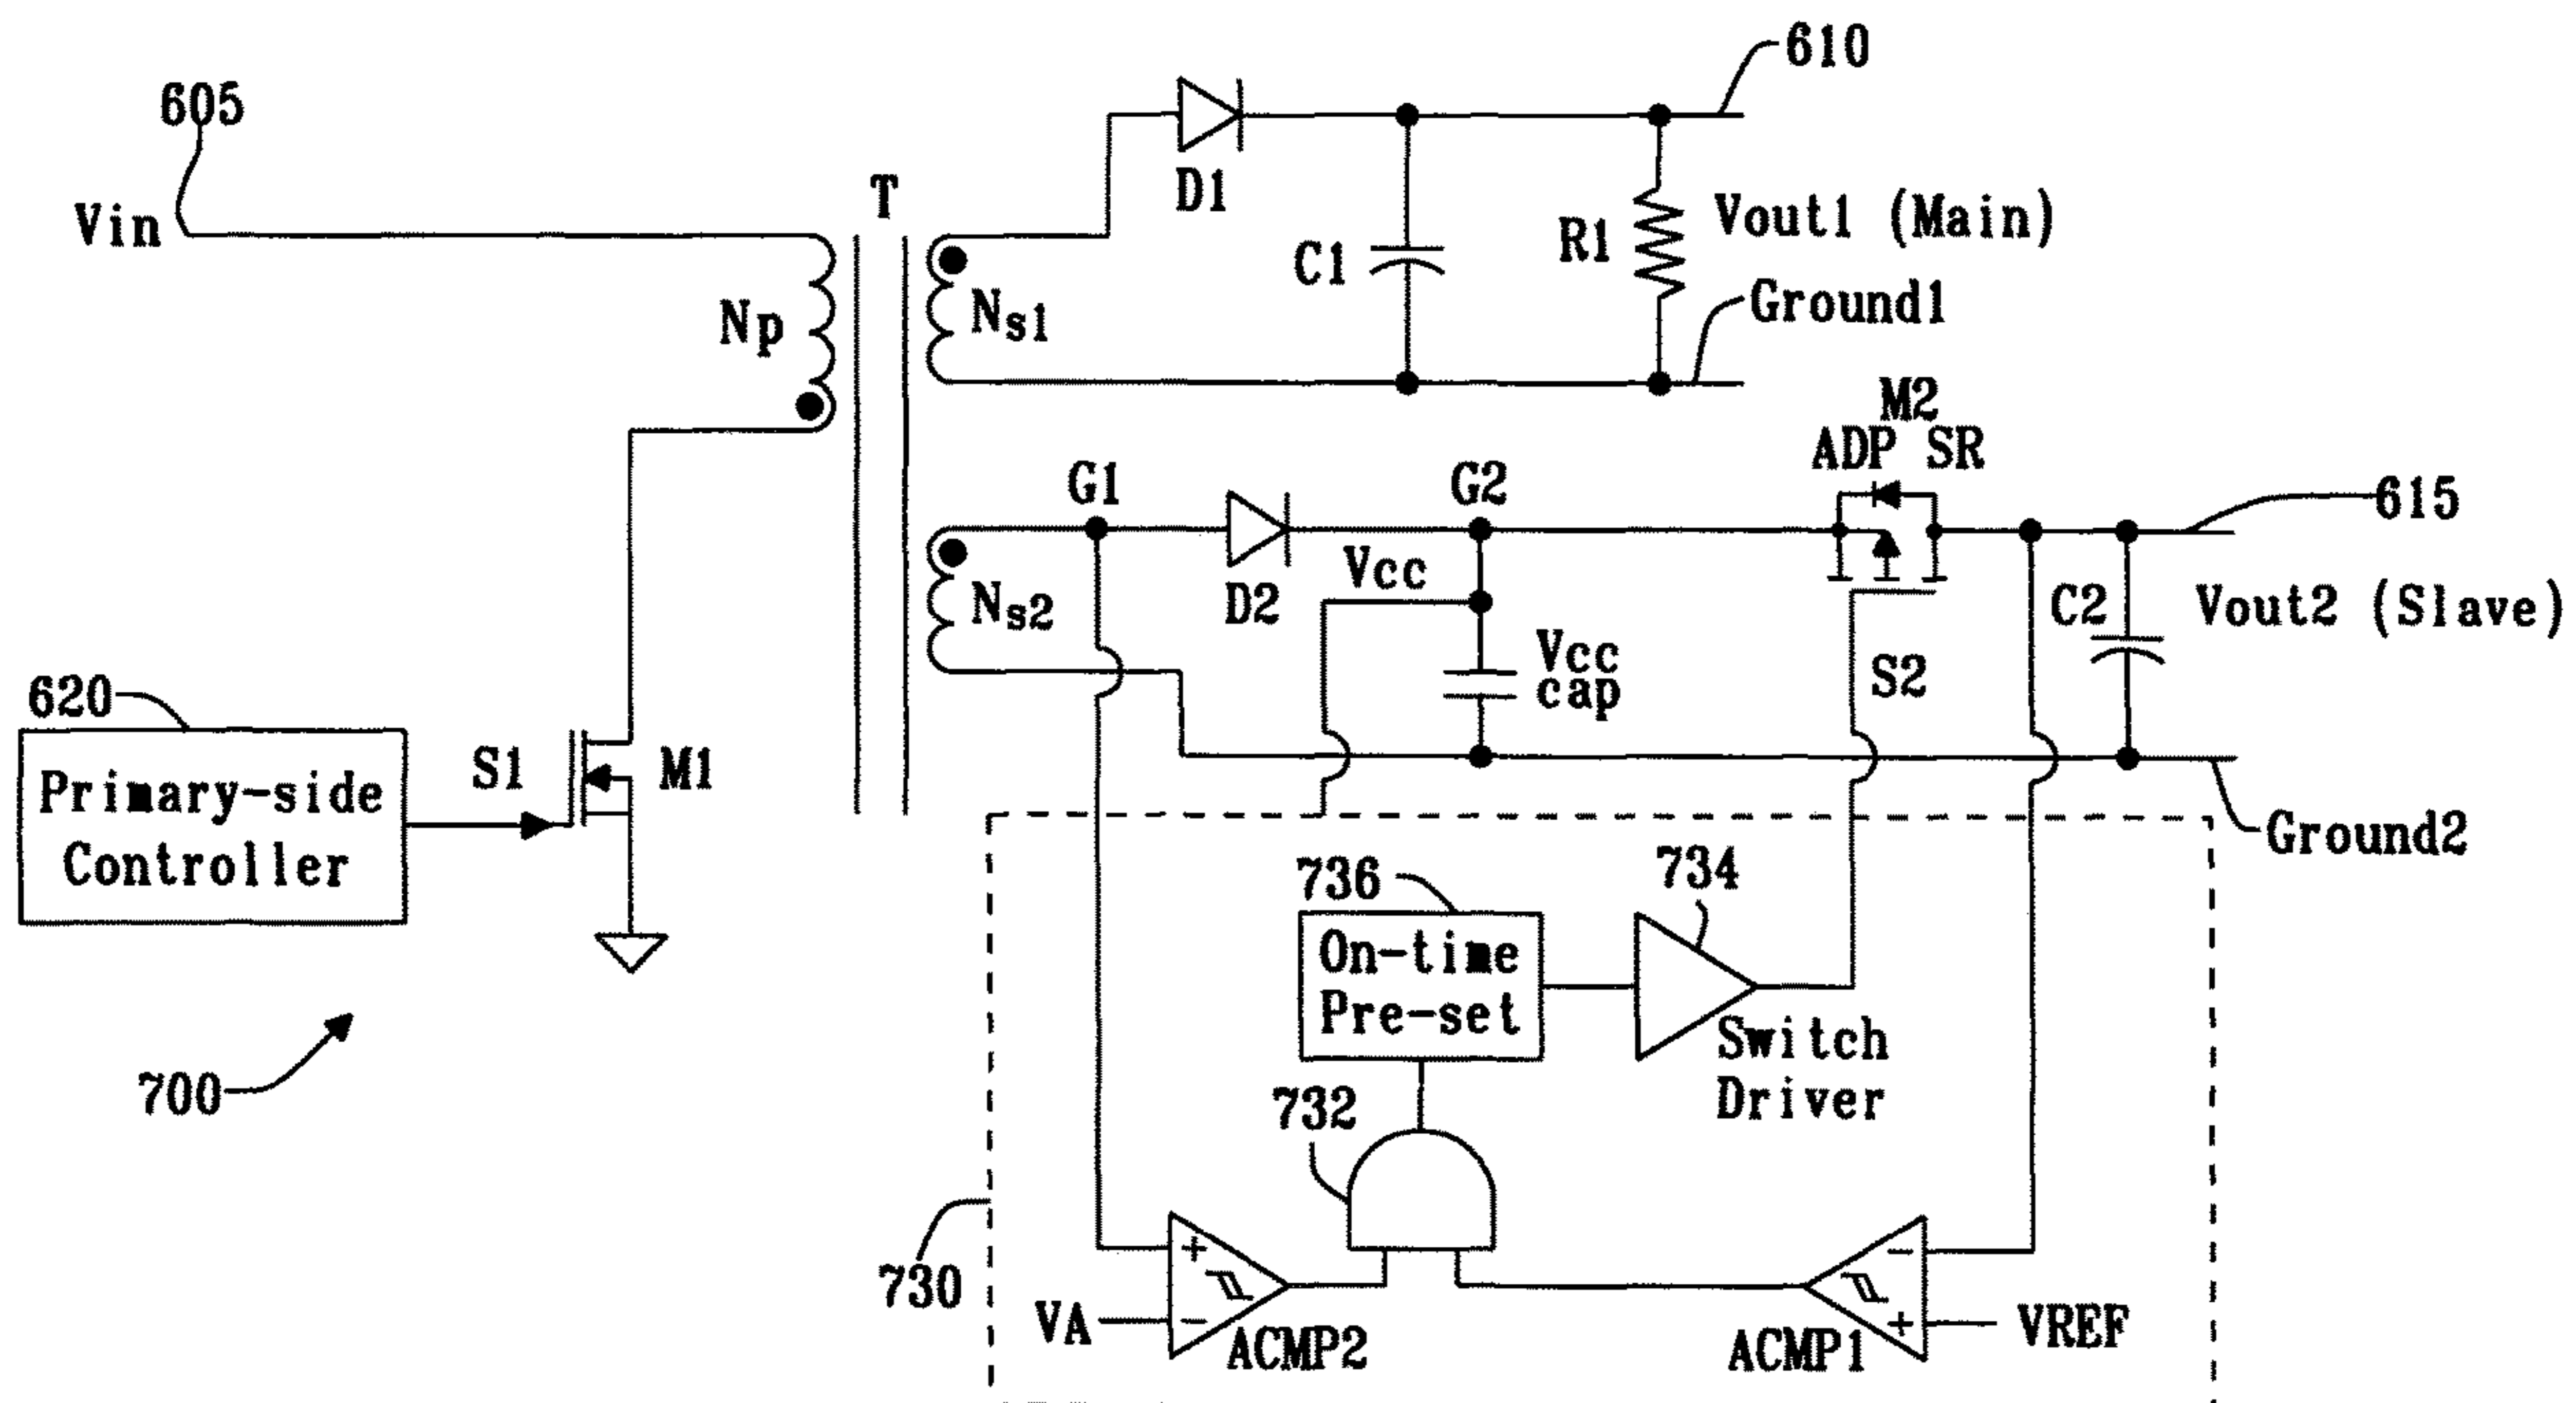 610
605
T
D1
Vin
Vout1 (Main)
R1
C1
Np
Ns1
Ground1
M2
ADP SR
G1
G2
615
Vcc
D2
Ns2
C2
Vout2 (Slave)
Vcc
cap
S2
620
S1
M1
Primary-side
Controller
Ground2
736
734
On-time
Pre-set
Switch
Driver
700
732
730
+
-
VA
ACMP2
-
+
ACMP1
VREF